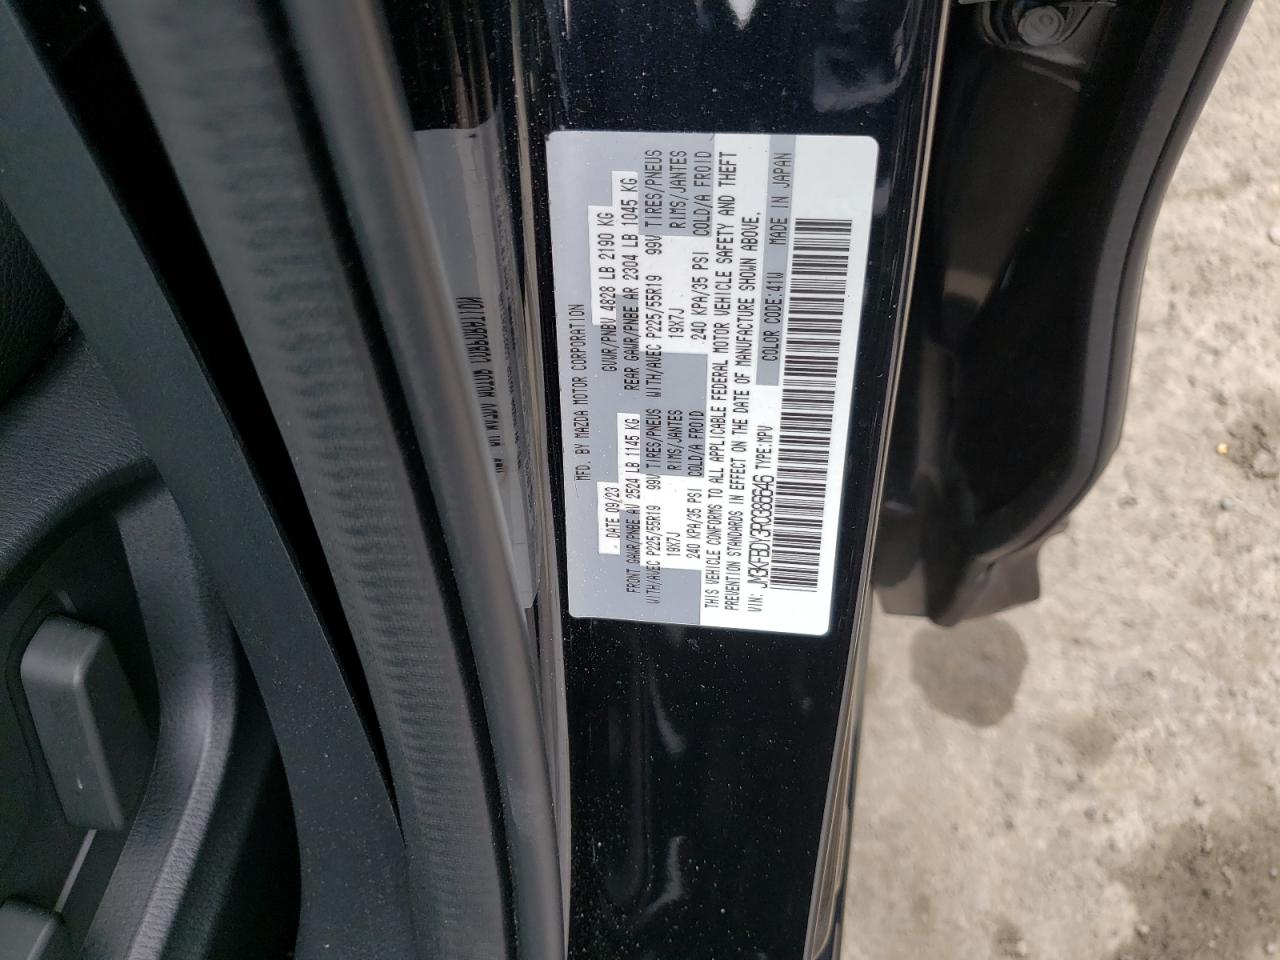 MFD. BY MAZDA MOTOR CORPORATION
DATE 09/23 GVWR/PNBV 4828 LB 2190 KG
FRONT GAWR/PNBE AV 2524 LB 1145 KG REAR GAWR/PNBE AR 2304 LB 1045 KG
WITH/AVEC P225/55R19 99V TIRES/PNEUS WITH/AVEC P225/55R19 99V TIRES/PNEUS
19X7J RIMS/JANTES 19X7J RIMS/JANTES
240 KPA/35 PSI COLD/A FROID 240 KPA/35 PSI COLD/A FROID
THIS VEHICLE CONFORMS TO ALL APPLICABLE FEDERAL MOTOR VEHICLE SAFETY AND THEFT
PREVENTION STANDARDS IN EFFECT ON THE DATE OF MANUFACTURE SHOWN ABOVE.
VIN: JM3KFBDY3R0386646 TYPE:MPV COLOR CODE:41W MADE IN JAPAN